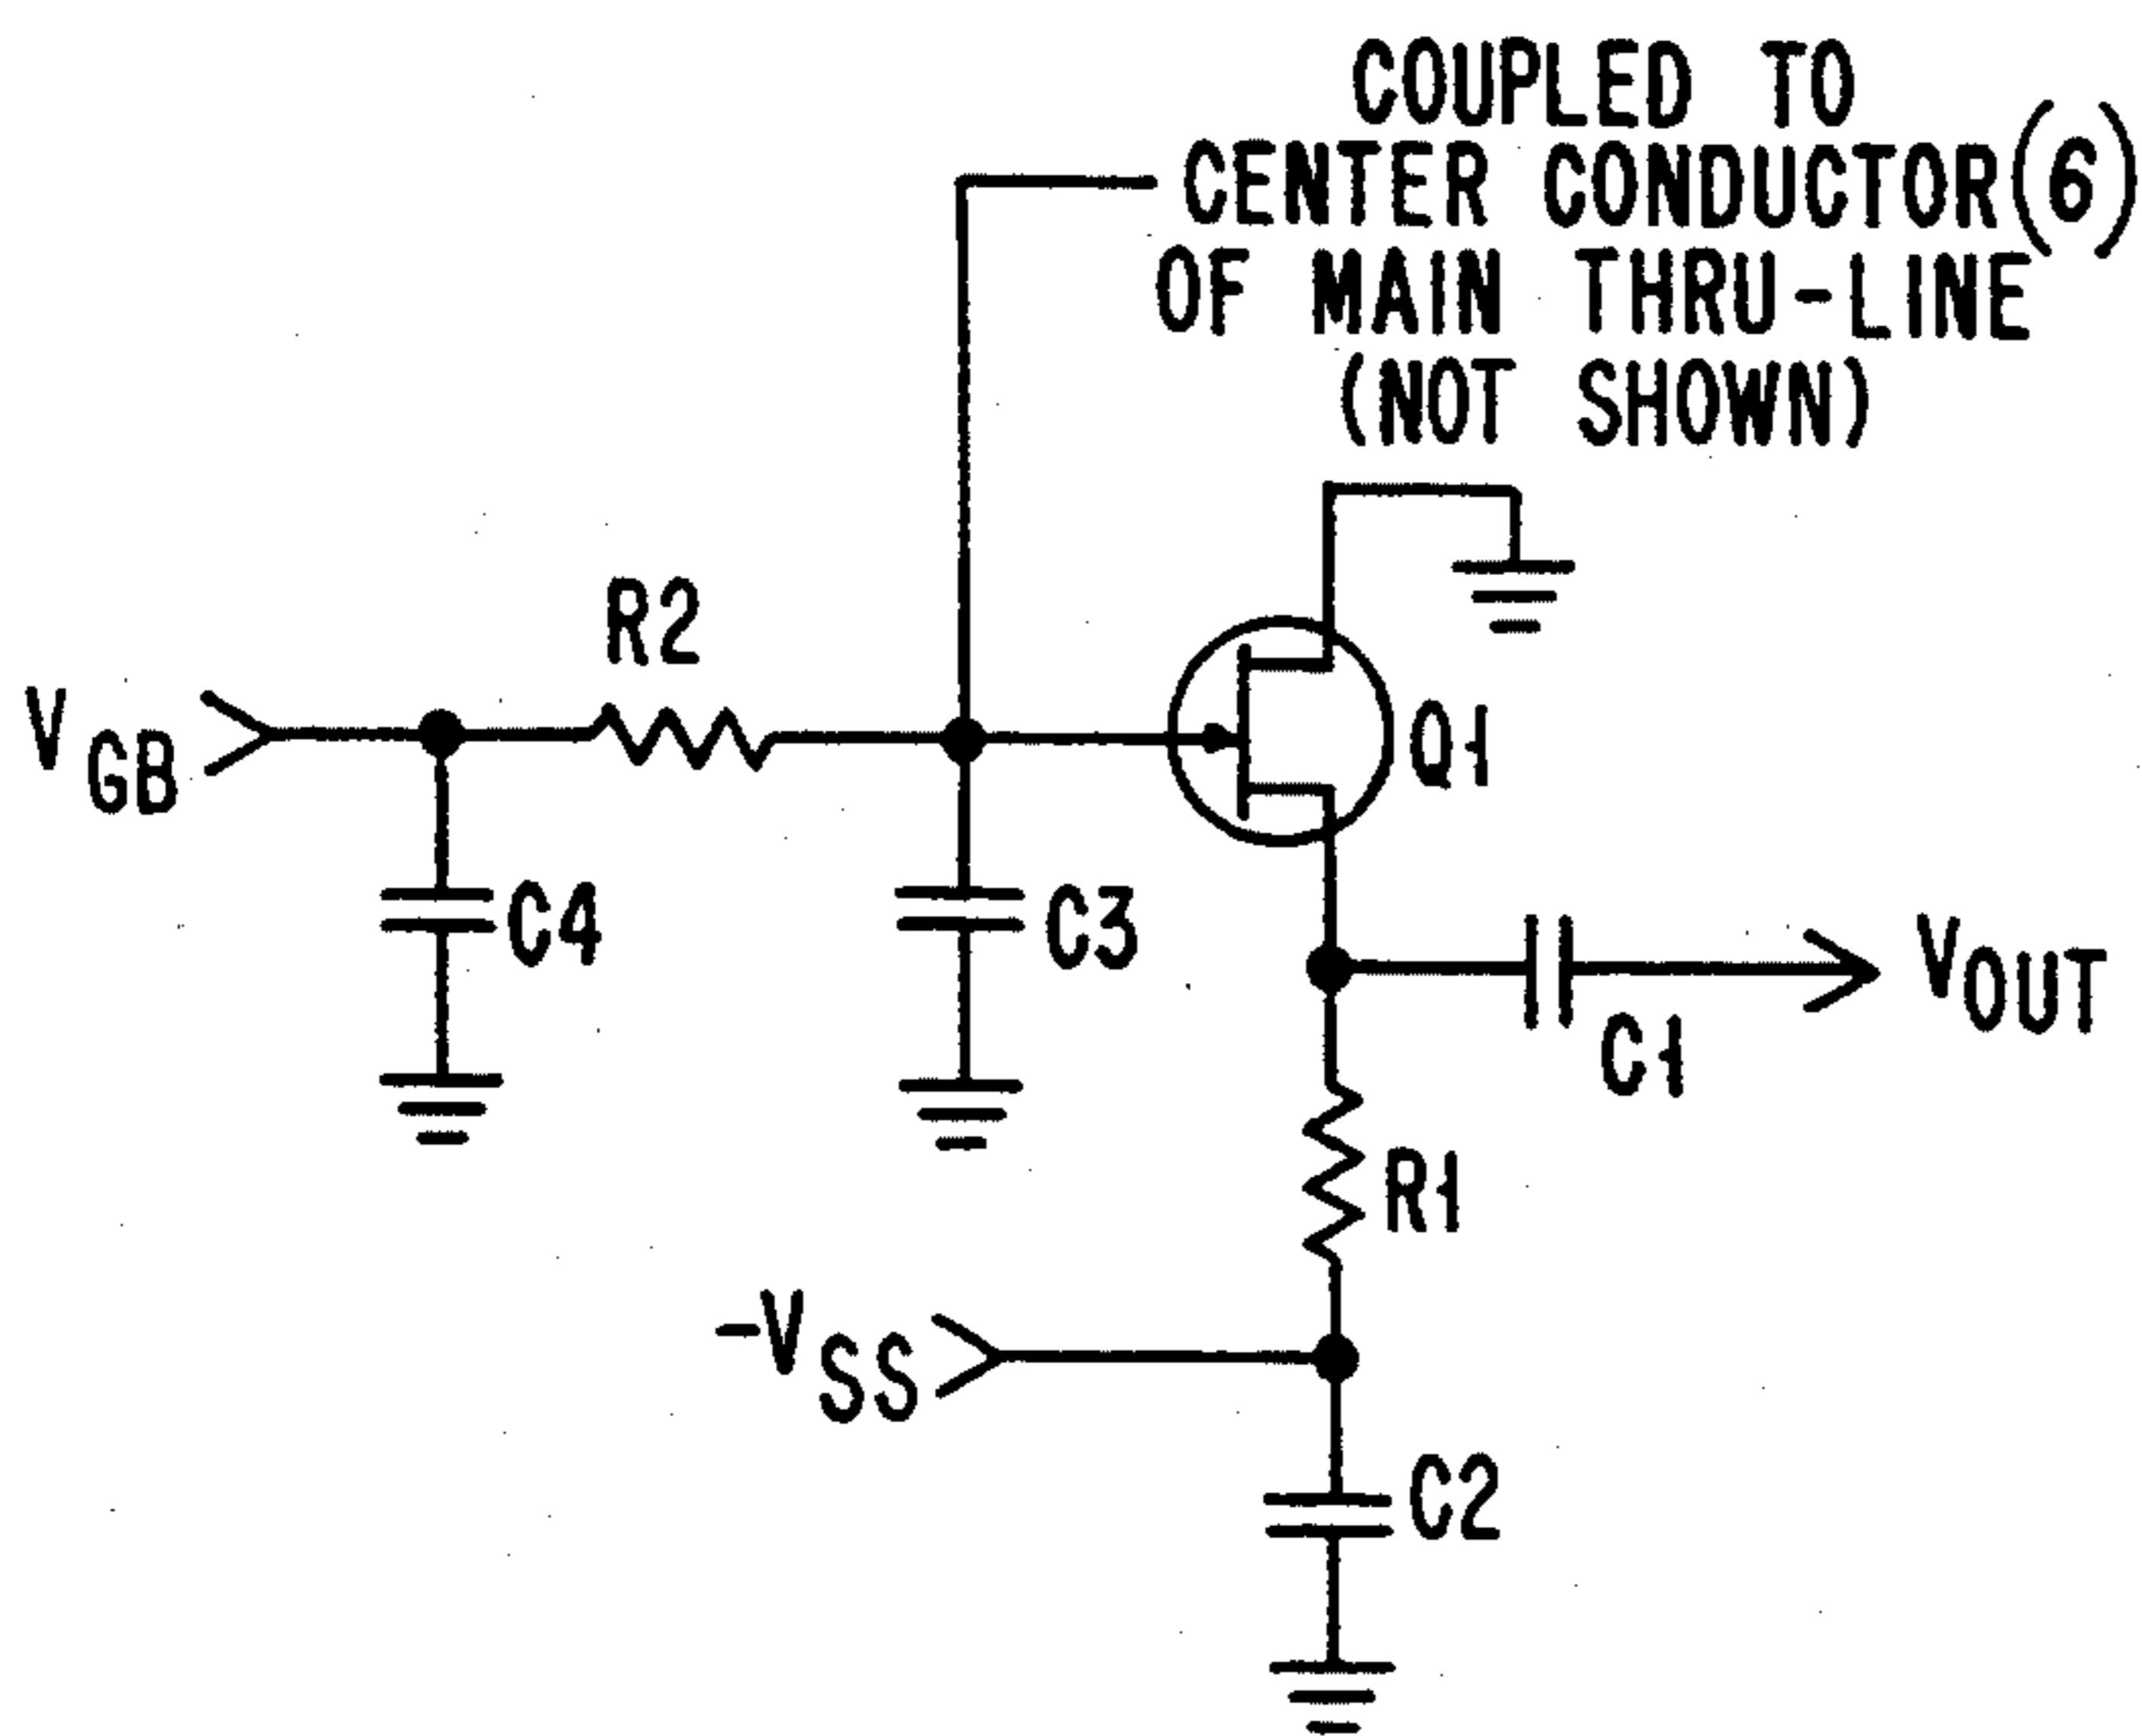 COUPLED TO
CENTER CONDUCTOR(6)
OF MAIN THRU-LINE
(NOT SHOWN)
R2
VGB
Q1
C4
C3
VOUT
C1
R1
-VSS
C2